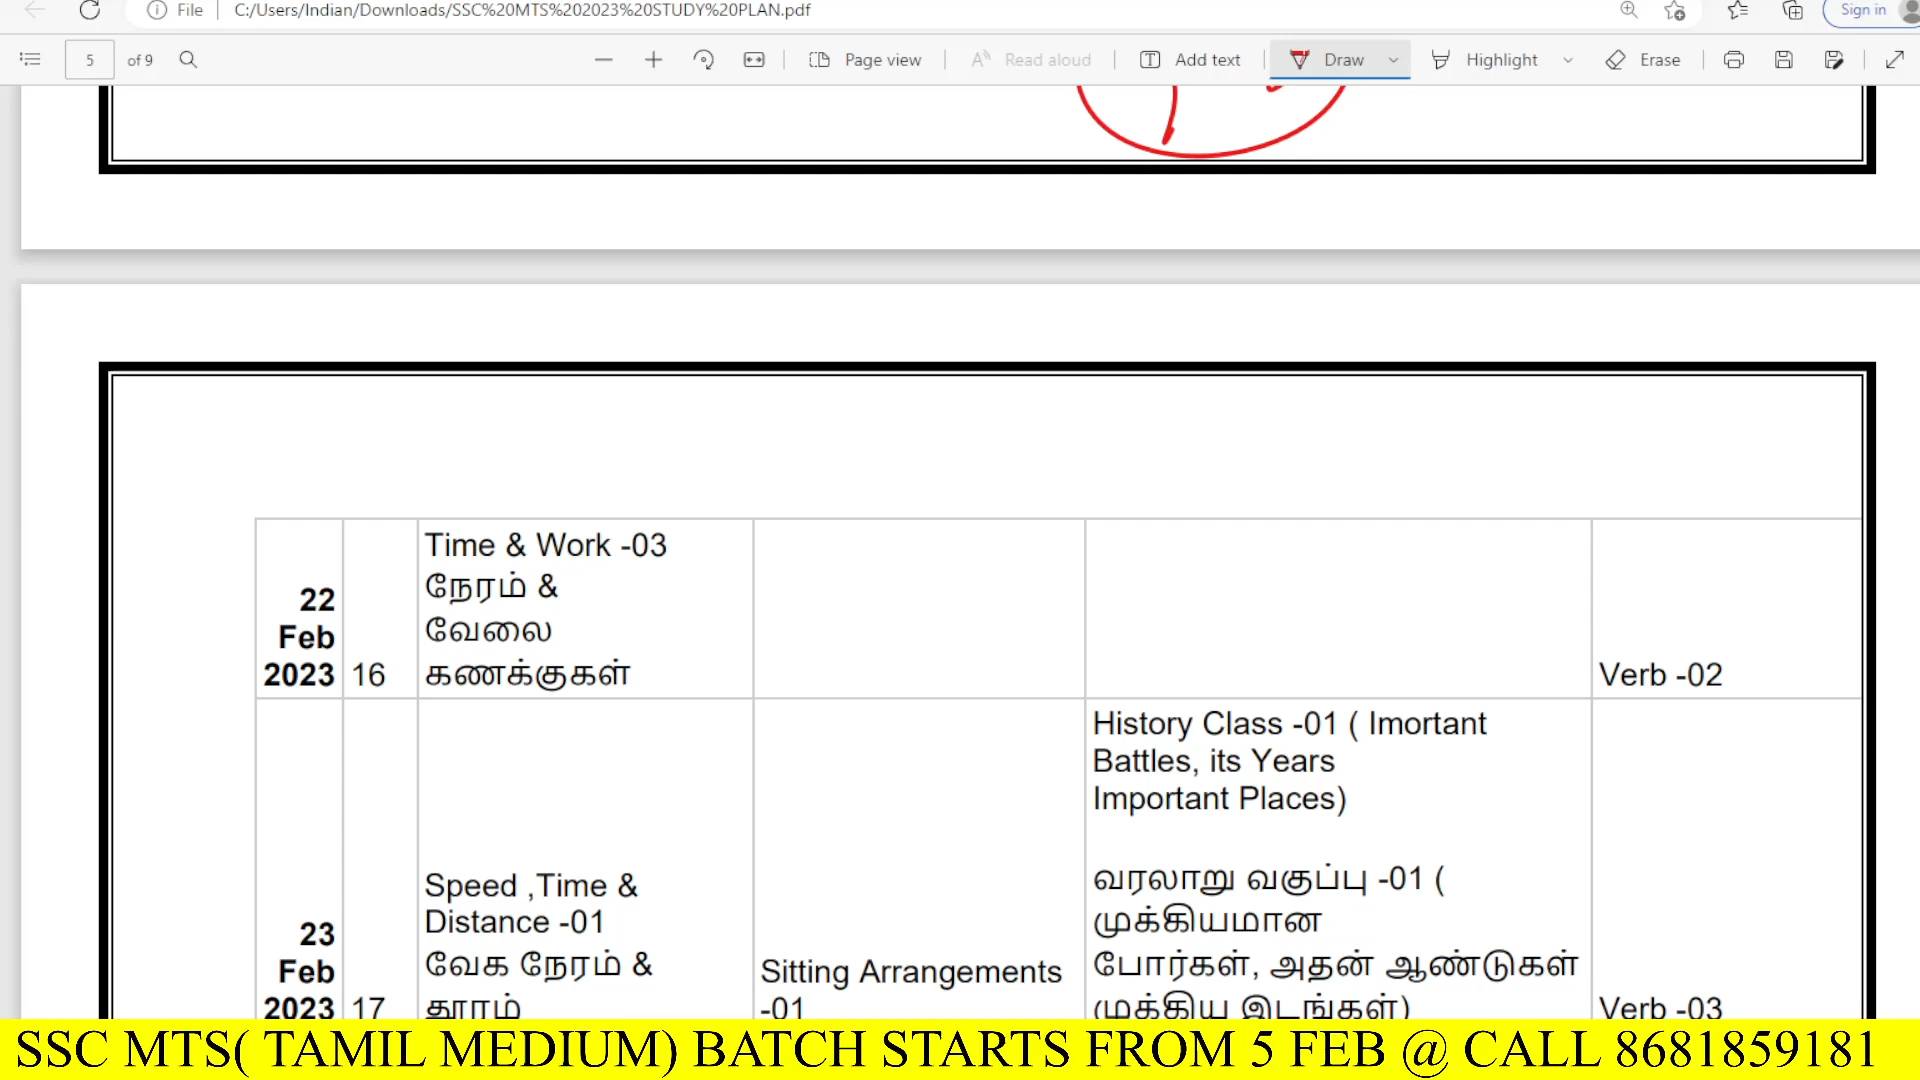 File
C:/Users/Indian/Downloads/SSC%20MTS%202023%20STUDY%20PLAN.pdf
Sign in
5 of 9
Page view
Read aloud
Add text
Draw
Highlight
Erase
22
Feb
2023
16
Time & Work -03
நேரம் &
வேலை
கணக்குகள்
Verb -02
23
Feb
2023
17
Speed ,Time &
Distance -01
வேக நேரம் &
தூரம்
Sitting Arrangements
-01
History Class -01 ( Imortant
Battles, its Years
Important Places)
வரலாறு வகுப்பு -01 (
முக்கியமான
போர்கள், அதன் ஆண்டுகள்
முக்கிய இடங்கள்)
Verb -03
SSC MTS( TAMIL MEDIUM) BATCH STARTS FROM 5 FEB @ CALL 8681859181